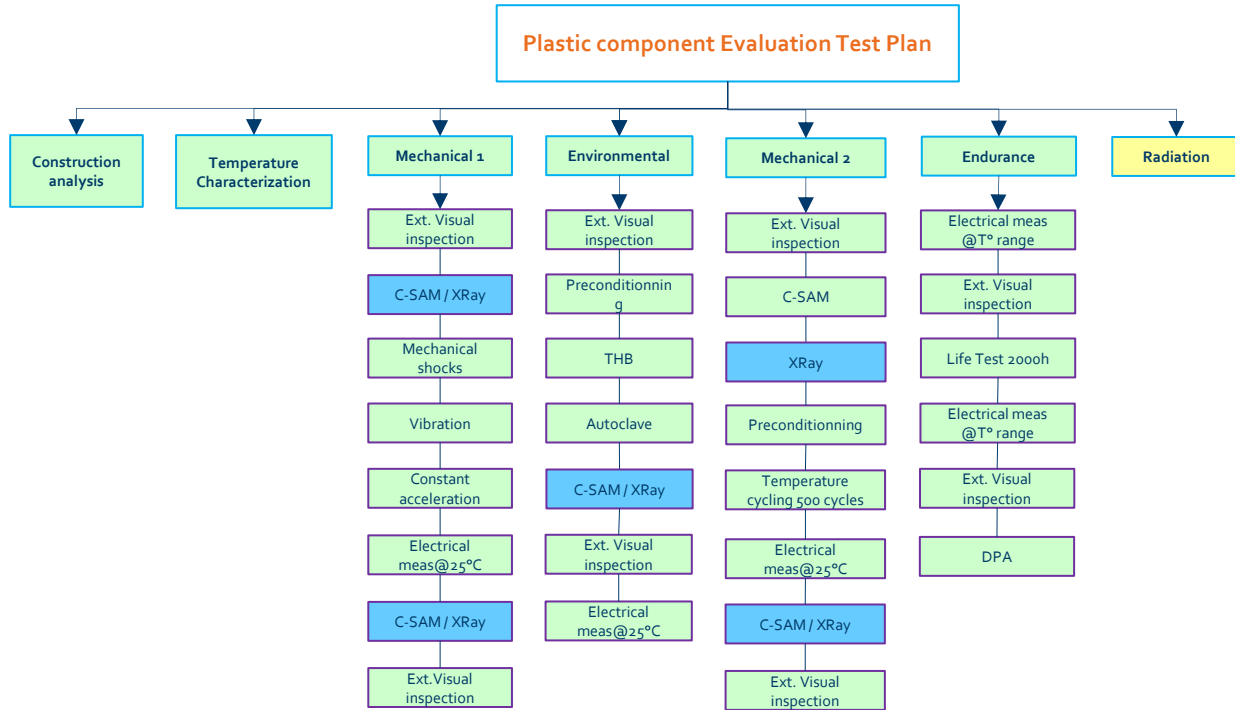 Plastic component Evaluation Test Plan
Construction
analysis
Temperature
Characterization
Mechanical 1
Environmental
Mechanical 2
Endurance
Radiation
Ext. Visual
inspection
C-SAM / XRay
Mechanical
shocks
Vibration
Constant
acceleration
Electrical
meas@25°C
C-SAM / XRay
Ext.Visual
inspection
Ext. Visual
inspection
Preconditionnin
g
THB
Autoclave
C-SAM / XRay
Ext. Visual
inspection
Electrical
meas@25°C
Ext. Visual
inspection
C-SAM
XRay
Preconditionning
Temperature
cycling 500 cycles
Electrical
meas@25°C
C-SAM / XRay
Ext. Visual
inspection
Electrical meas
@T° range
Ext. Visual
inspection
Life Test 2000h
Electrical meas
@T° range
Ext. Visual
inspection
DPA